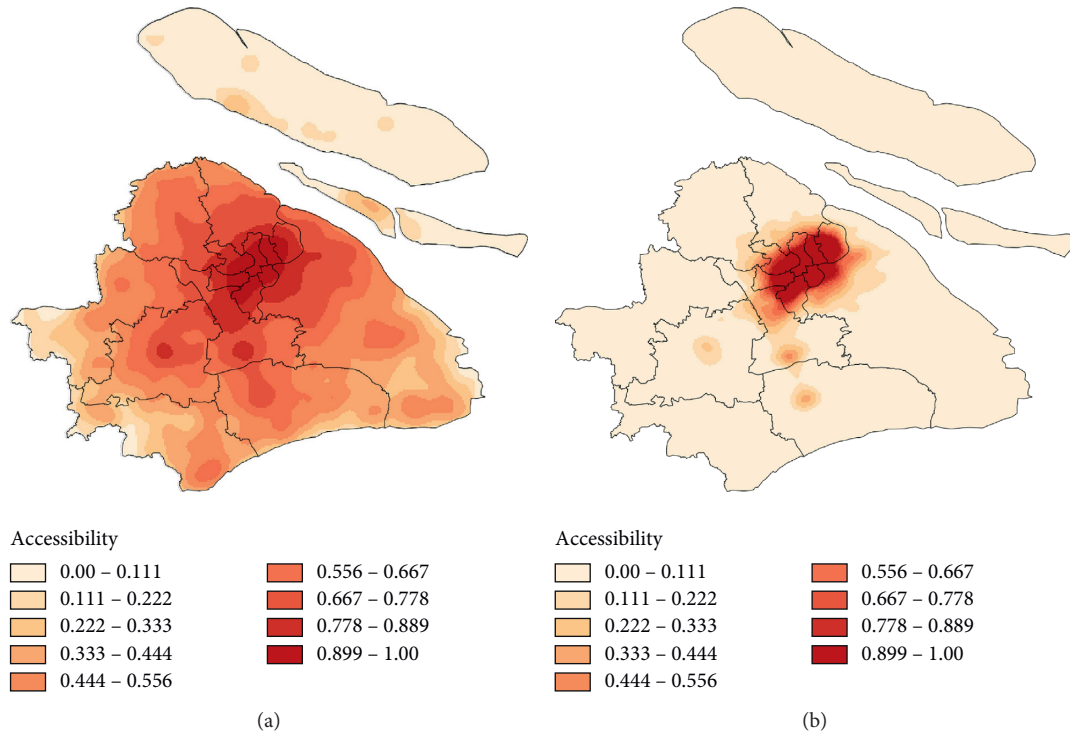 Accessibility
0.00 – 0.111
0.111 – 0.222
0.222 – 0.333
0.333 – 0.444
0.444 – 0.556
0.556 – 0.667
0.667 – 0.778
0.778 – 0.889
0.899 – 1.00
(a)
Accessibility
0.00 – 0.111
0.111 – 0.222
0.222 – 0.333
0.333 – 0.444
0.444 – 0.556
0.556 – 0.667
0.667 – 0.778
0.778 – 0.889
0.899 – 1.00
(b)